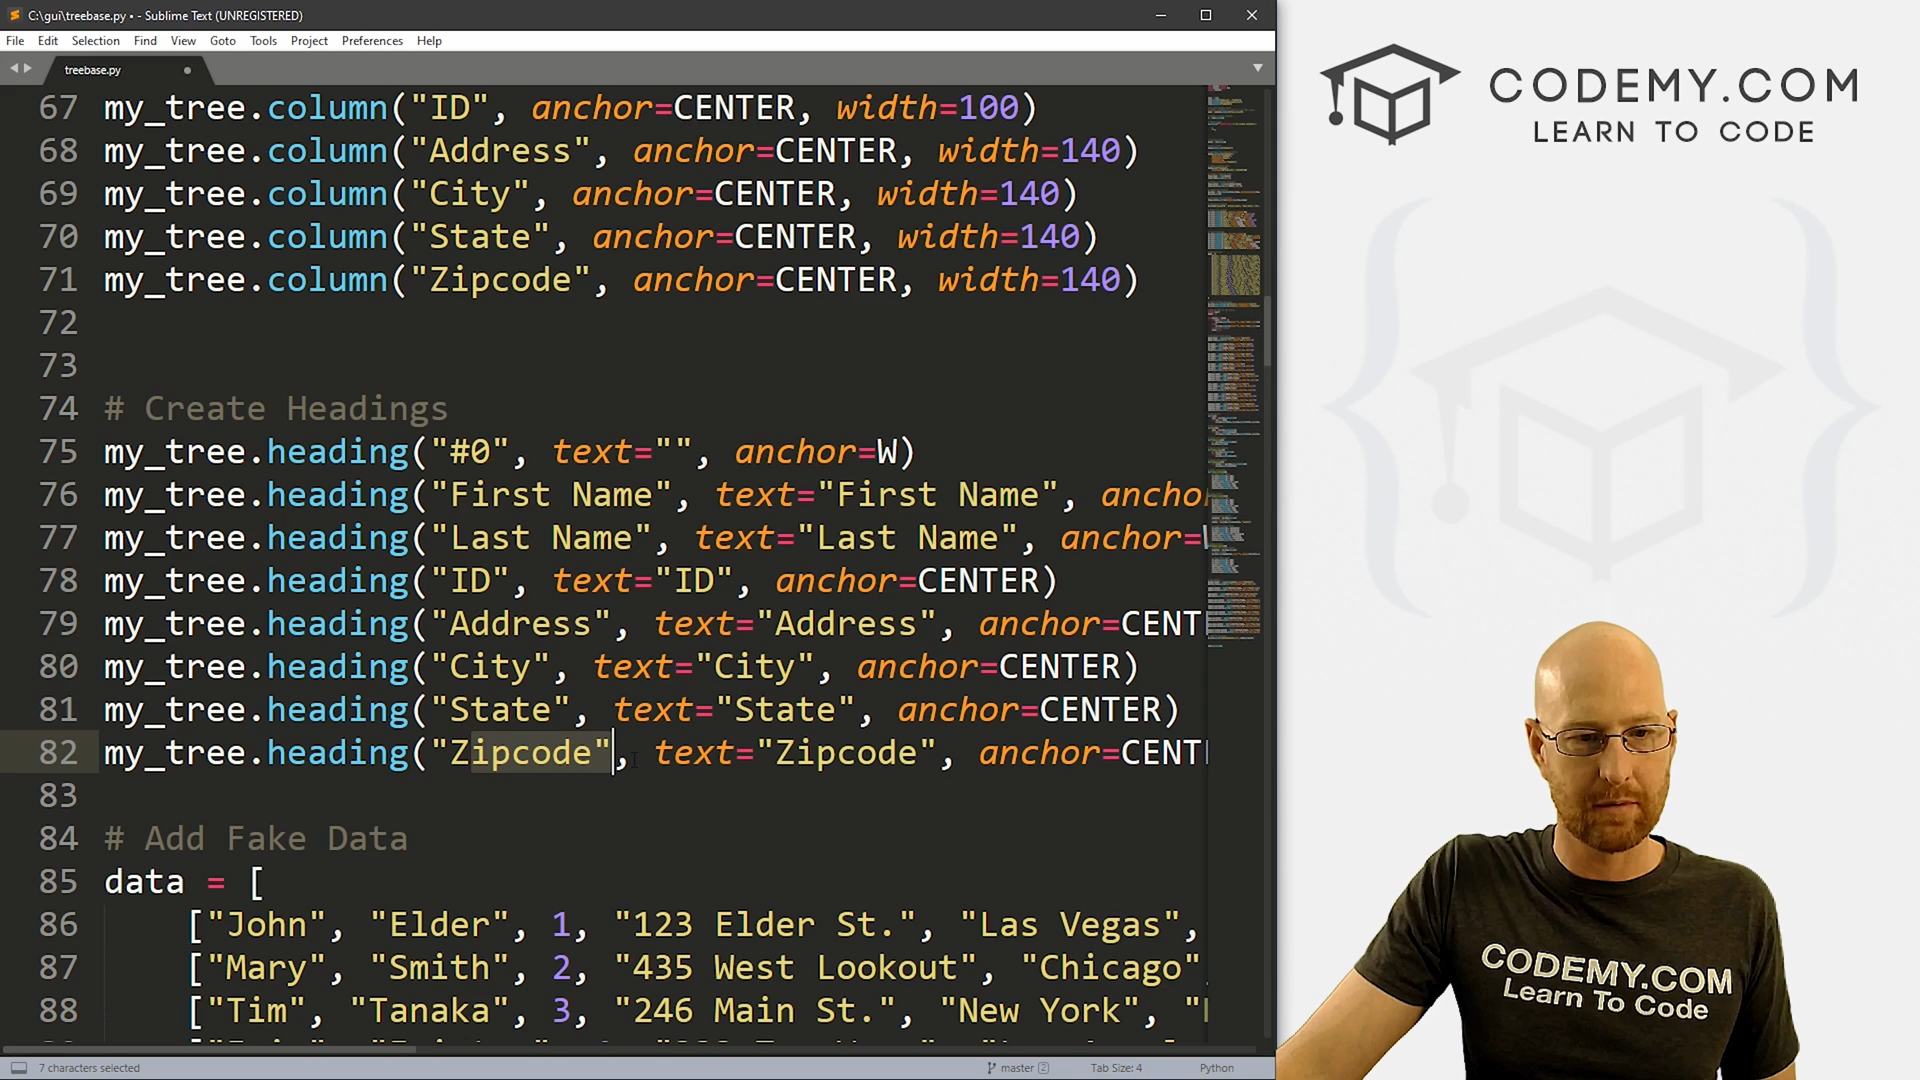 C:\gui\treebase.py • - Sublime Text (UNREGISTERED)
File Edit Selection Find View Goto Tools Project Preferences Help
treebase.py
67 my_tree.column("ID", anchor=CENTER, width=100)
68 my_tree.column("Address", anchor=CENTER, width=140)
69 my_tree.column("City", anchor=CENTER, width=140)
70 my_tree.column("State", anchor=CENTER, width=140)
71 my_tree.column("Zipcode", anchor=CENTER, width=140)
72
73
74 # Create Headings
75 my_tree.heading("#0", text="", anchor=W)
76 my_tree.heading("First Name", text="First Name", ancho
77 my_tree.heading("Last Name", text="Last Name", anchor=
78 my_tree.heading("ID", text="ID", anchor=CENTER)
79 my_tree.heading("Address", text="Address", anchor=CENT
80 my_tree.heading("City", text="City", anchor=CENTER)
81 my_tree.heading("State", text="State", anchor=CENTER)
82 my_tree.heading("Zipcode", text="Zipcode", anchor=CENT
83
84 # Add Fake Data
85 data = [
86 ["John", "Elder", 1, "123 Elder St.", "Las Vegas",
87 ["Mary", "Smith", 2, "435 West Lookout", "Chicago"
88 ["Tim", "Tanaka", 3, "246 Main St.", "New York", "
7 characters selected
master 2
Tab Size: 4
Python
CODEMY.COM
LEARN TO CODE
CODEMY.COM
Learn To Code